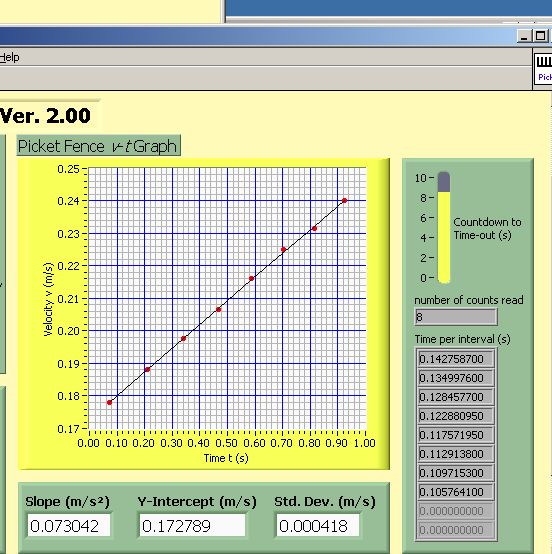 Help
Pick
Ver. 2.00
Picket Fence v-t Graph
0.25
0.24
0.23
0.22
0.21
0.20
0.19
0.18
0.17
Velocity v (m/s)
0.00 0.10 0.20 0.30 0.40 0.50 0.60 0.70 0.80 0.90 1.00
Time t (s)
10
8
6
4
2
0
Countdown to
Time-out (s)
number of counts read
8
Time per interval (s)
0.142758700
0.134997600
0.128457700
0.122880950
0.117571950
0.112913800
0.109715300
0.105764100
0.000000000
0.000000000
Slope (m/s²) Y-Intercept (m/s) Std. Dev. (m/s)
0.073042 0.172789 0.000418